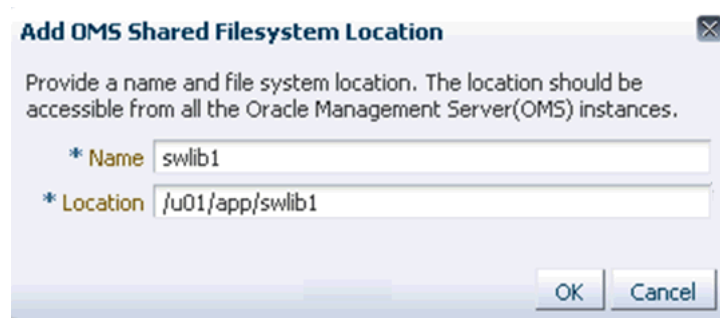 Add OMS Shared Filesystem Location
Provide a name and file system location. The location should be
accessible from all the Oracle Management Server(OMS) instances.
* Name swlib1
* Location /u01/app/swlib1
OK Cancel